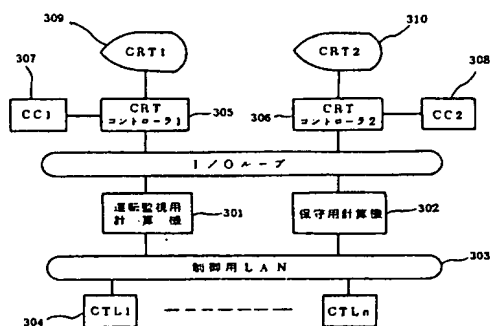 309
310
CRT1
CRT2
307
308
CC1
CRT
コントローラ1
305
306
CRT
コントローラ2
CC2
I/Oループ
運転監視用
計算機
301
保守用計算機
302
制御用LAN
303
304
CTL1
CTLn